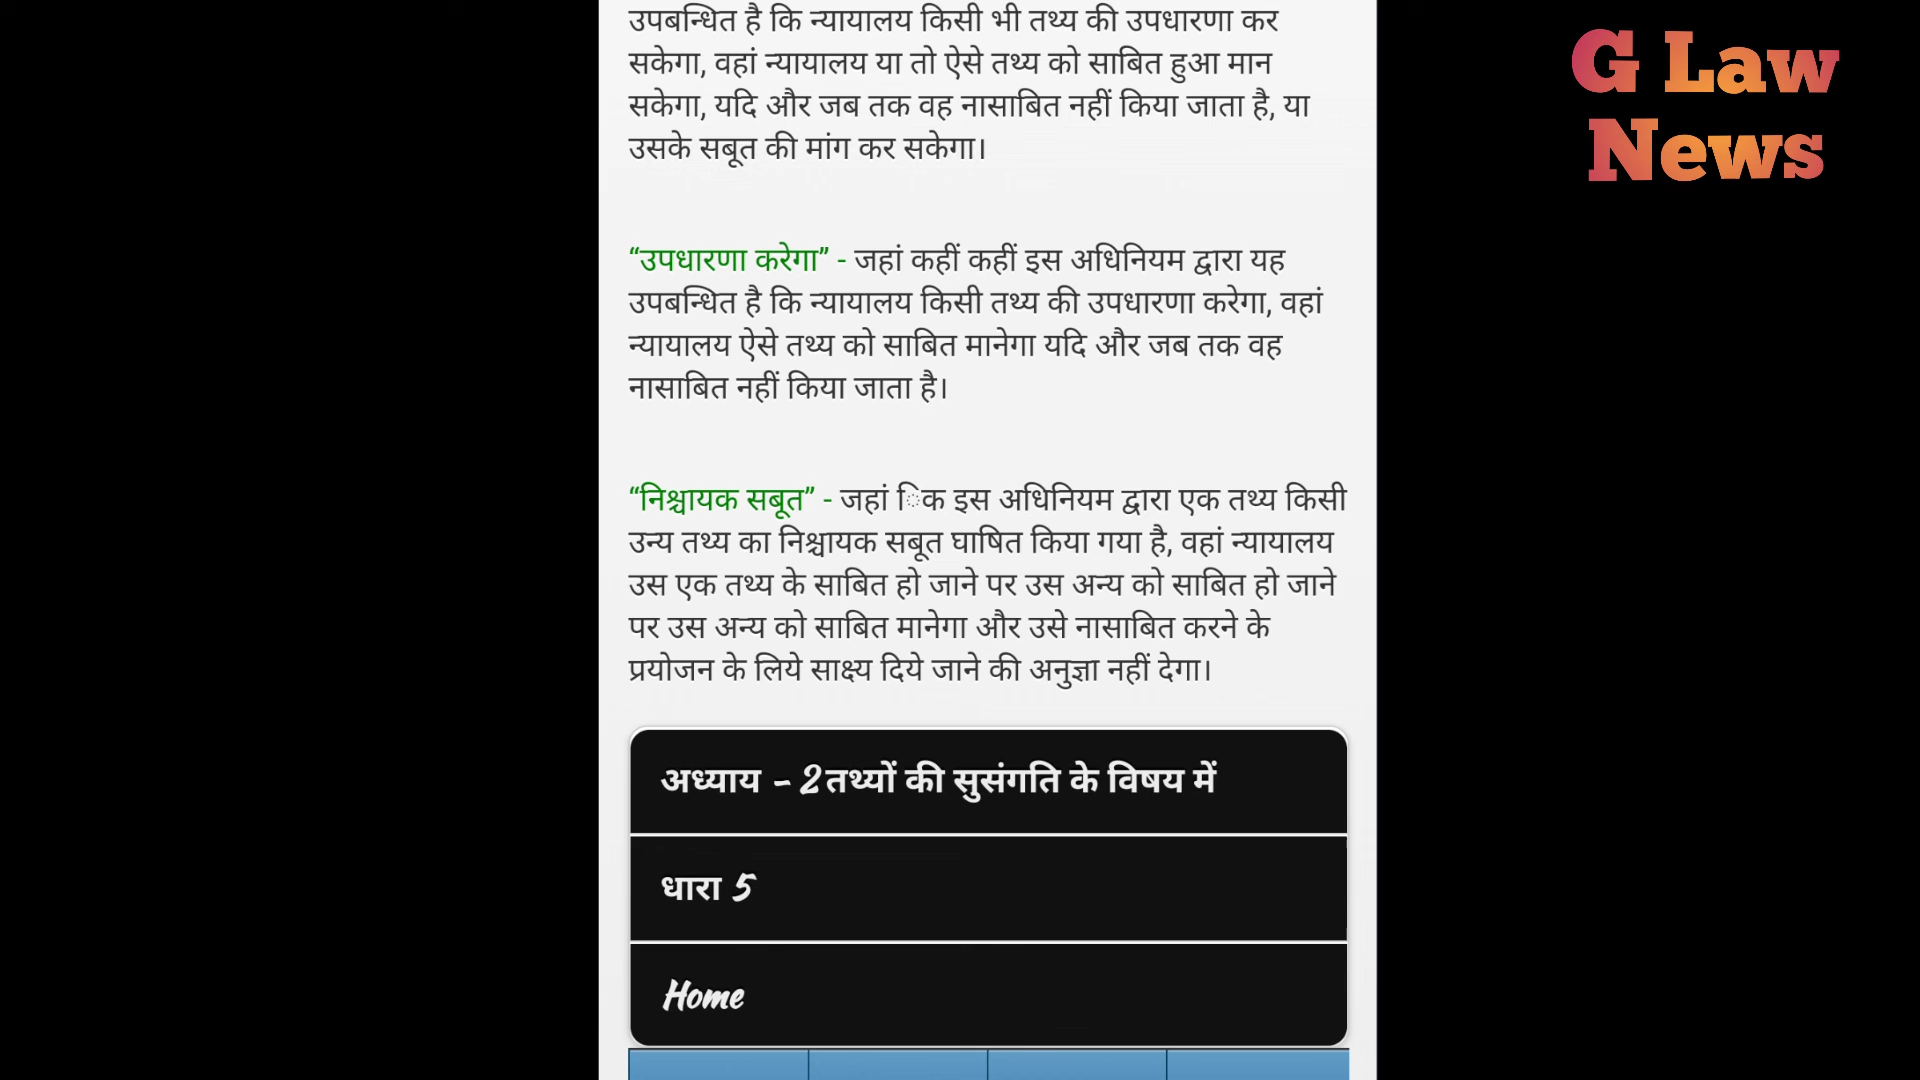 उपबन्धित है कि न्यायालय किसी भी तथ्य की उपधारणा कर
सकेगा, वहां न्यायालय या तो ऐसे तथ्य को साबित हुआ मान
सकेगा, यदि और जब तक वह नासाबित नहीं किया जाता है, या
उसके सबूत की मांग कर सकेगा।
“उपधारणा करेगा” - जहां कहीं कहीं इस अधिनियम द्वारा यह
उपबन्धित है कि न्यायालय किसी तथ्य की उपधारणा करेगा, वहां
न्यायालय ऐसे तथ्य को साबित मानेगा यदि और जब तक वह
नासाबित नहीं किया जाता है।
“निश्चायक सबूत” - जहां िक इस अधिनियम द्वारा एक तथ्य किसी
उन्य तथ्य का निश्चायक सबूत घाषित किया गया है, वहां न्यायालय
उस एक तथ्य के साबित हो जाने पर उस अन्य को साबित हो जाने
पर उस अन्य को साबित मानेगा और उसे नासाबित करने के
प्रयोजन के लिये साक्ष्य दिये जाने की अनुज्ञा नहीं देगा।
अध्याय - 2 तथ्यों की सुसंगति के विषय में
धारा 5
Home
G Law
News